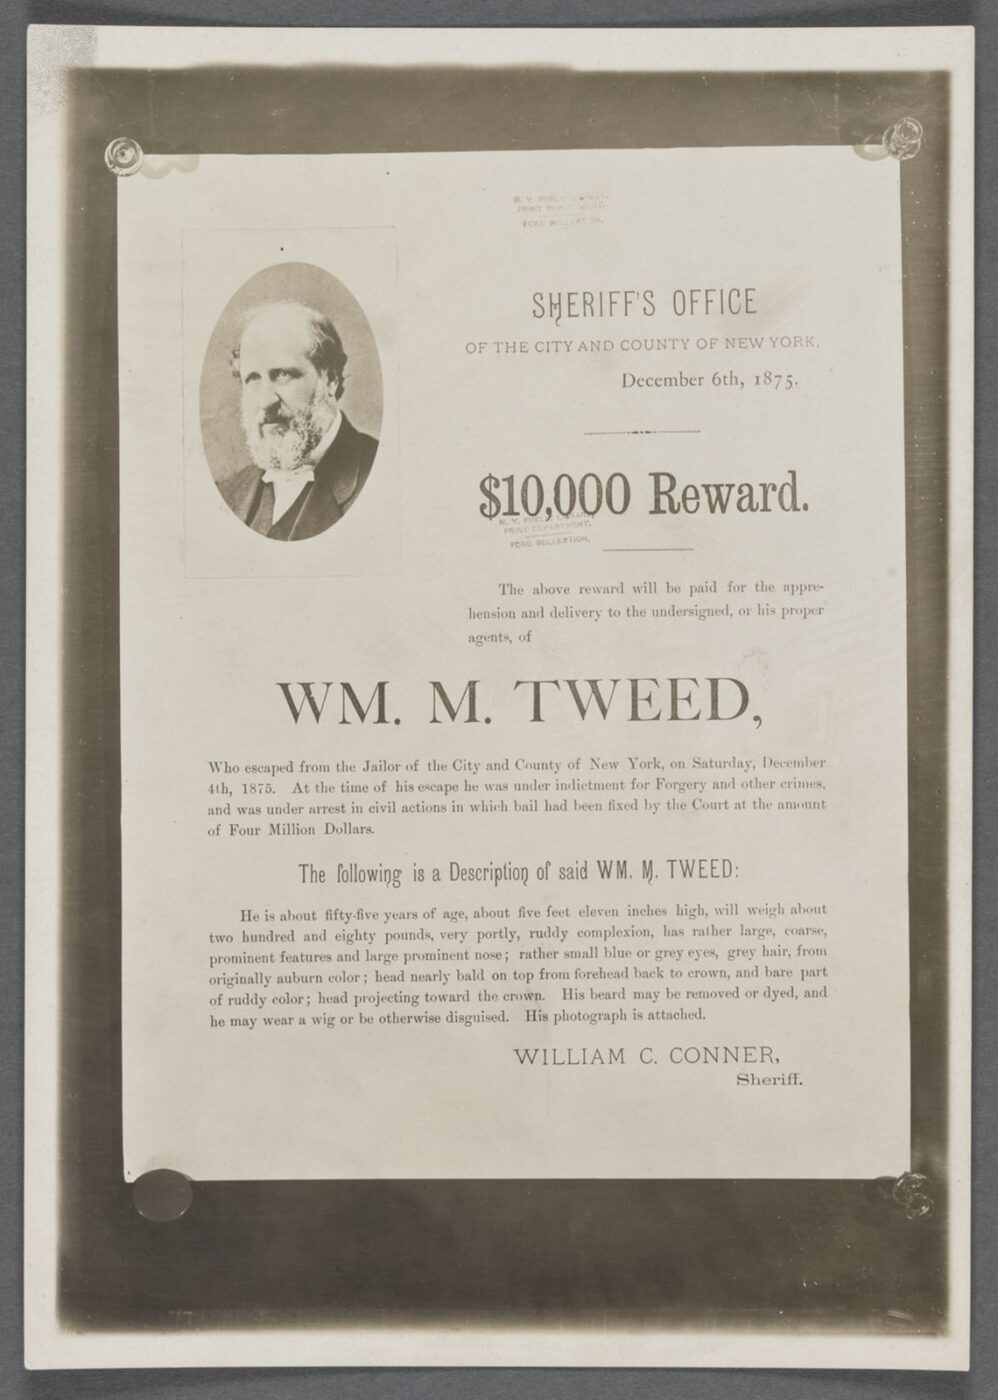 N. Y. PUBLIC
PRINT
FORD
SHERIFF'S OFFICE
OF THE CITY AND COUNTY OF NEW YORK,
December 6th, 1875.
$10,000 Reward.
N. Y. PUBLIC LIBRARY
PRINT DEPARTMENT.
FORD COLLECTION.
The above reward will be paid for the appre-
hension and delivery to the undersigned, or his proper
agents, of
WM. M. TWEED,
Who escaped from the Jailor of the City and County of New York, on Saturday, December
4th, 1875. At the time of his escape he was under indictment for Forgery and other crimes,
and was under arrest in civil actions in which bail had been fixed by the Court at the amount
of Four Million Dollars.
The following is a Description of said WM. M. TWEED:
He is about fifty-five years of age, about five feet eleven inches high, will weigh about
two hundred and eighty pounds, very portly, ruddy complexion, has rather large, coarse,
prominent features and large prominent nose; rather small blue or grey eyes, grey hair, from
originally auburn color; head nearly bald on top from forehead back to crown, and bare part
of ruddy color; head projecting toward the crown. His beard may be removed or dyed, and
he may wear a wig or be otherwise disguised. His photograph is attached.
WILLIAM C. CONNER,
Sheriff.